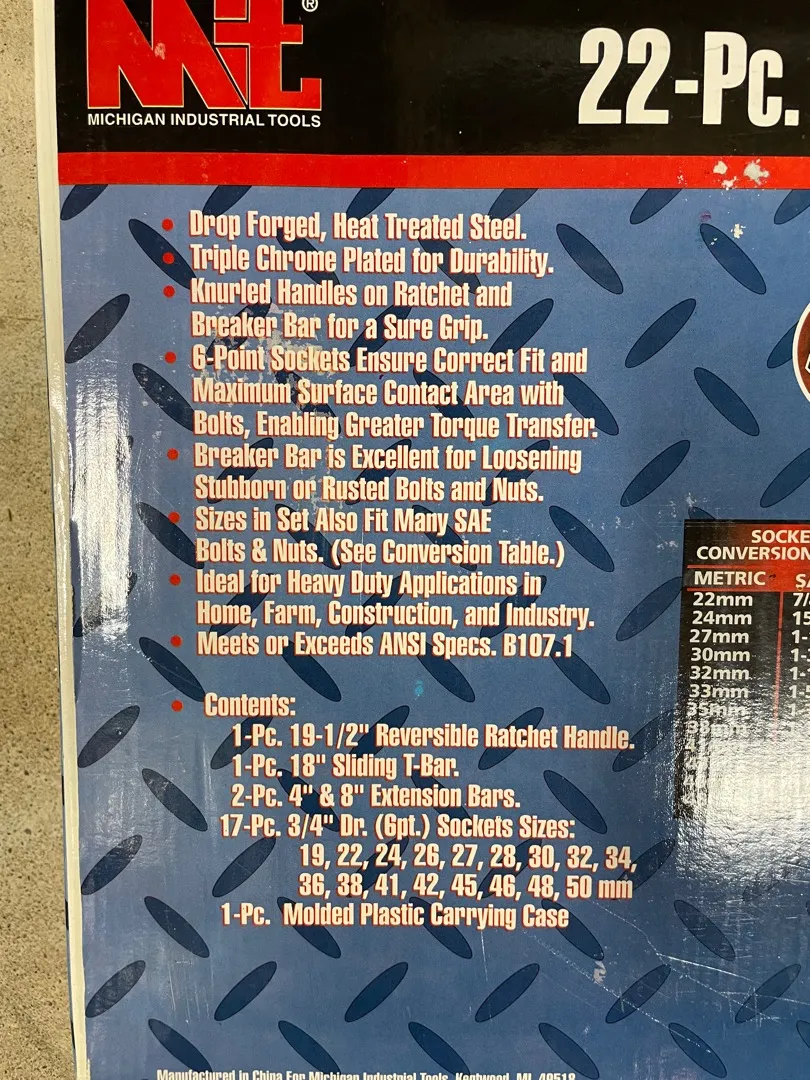 MIT®
MICHIGAN INDUSTRIAL TOOLS
22-Pc.
• Drop Forged, Heat Treated Steel.
• Triple Chrome Plated for Durability.
• Knurled Handles on Ratchet and
Breaker Bar for a Sure Grip.
• 6-Point Sockets Ensure Correct Fit and
Maximum Surface Contact Area with
Bolts, Enabling Greater Torque Transfer.
• Breaker Bar is Excellent for Loosening
Stubborn or Rusted Bolts and Nuts.
• Sizes in Set Also Fit Many SAE
Bolts & Nuts. (See Conversion Table.)
• Ideal for Heavy Duty Applications in
Home, Farm, Construction, and Industry.
• Meets or Exceeds ANSI Specs. B107.1
• Contents:
1-Pc. 19-1/2" Reversible Ratchet Handle.
1-Pc. 18" Sliding T-Bar.
2-Pc. 4" & 8" Extension Bars.
17-Pc. 3/4" Dr. (6pt.) Sockets Sizes:
19, 22, 24, 26, 27, 28, 30, 32, 34,
36, 38, 41, 42, 45, 46, 48, 50 mm
1-Pc. Molded Plastic Carrying Case
CONVERSION
METRIC
22mm
24mm
27mm
30mm
32mm
33mm
35mm
38mm
Manufactured in China For Michigan Industrial Tools, Kentwood, MI 49518